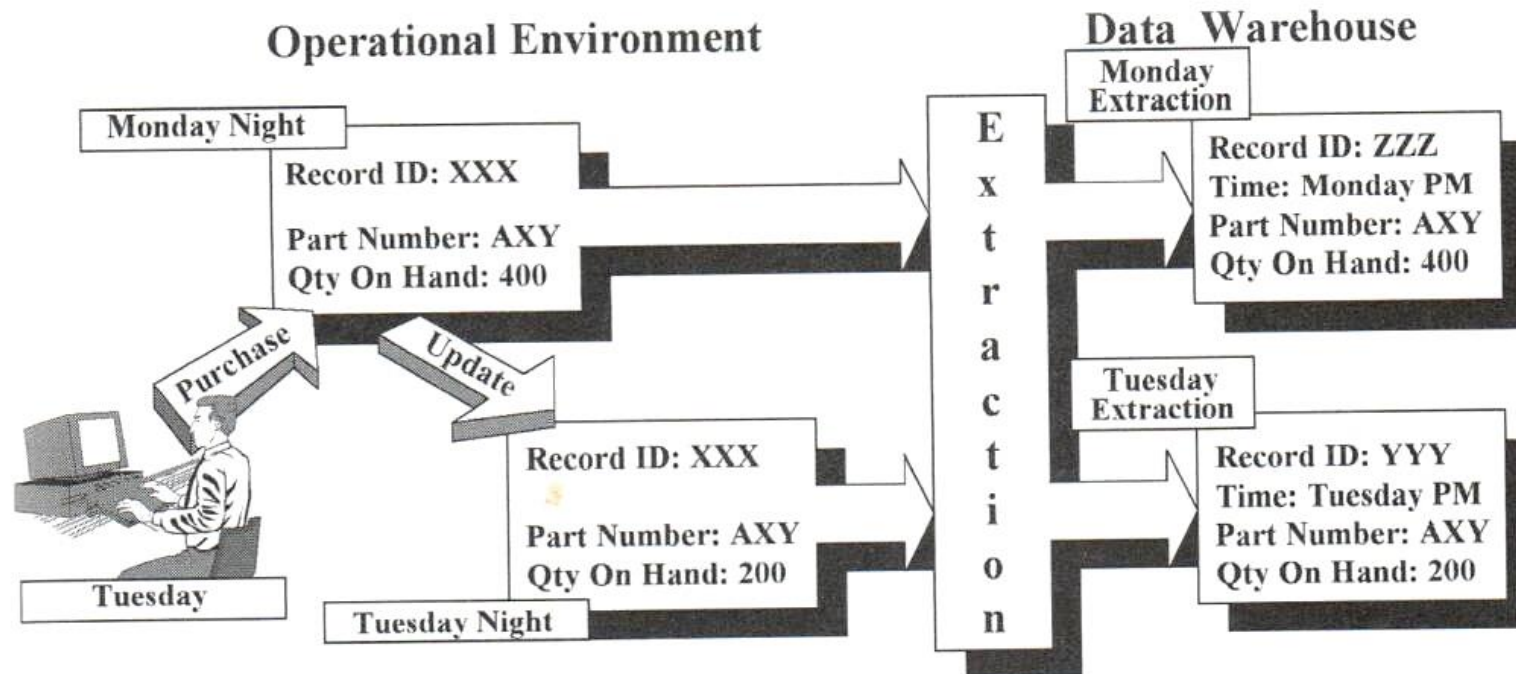 Operational Environment
Data Warehouse
Monday Night
Record ID: XXX
Part Number: AXY
Qty On Hand: 400
Purchase
Update
Tuesday
Record ID: XXX
Part Number: AXY
Qty On Hand: 200
Tuesday Night
Extraction
Monday
Extraction
Record ID: ZZZ
Time: Monday PM
Part Number: AXY
Qty On Hand: 400
Tuesday
Extraction
Record ID: YYY
Time: Tuesday PM
Part Number: AXY
Qty On Hand: 200